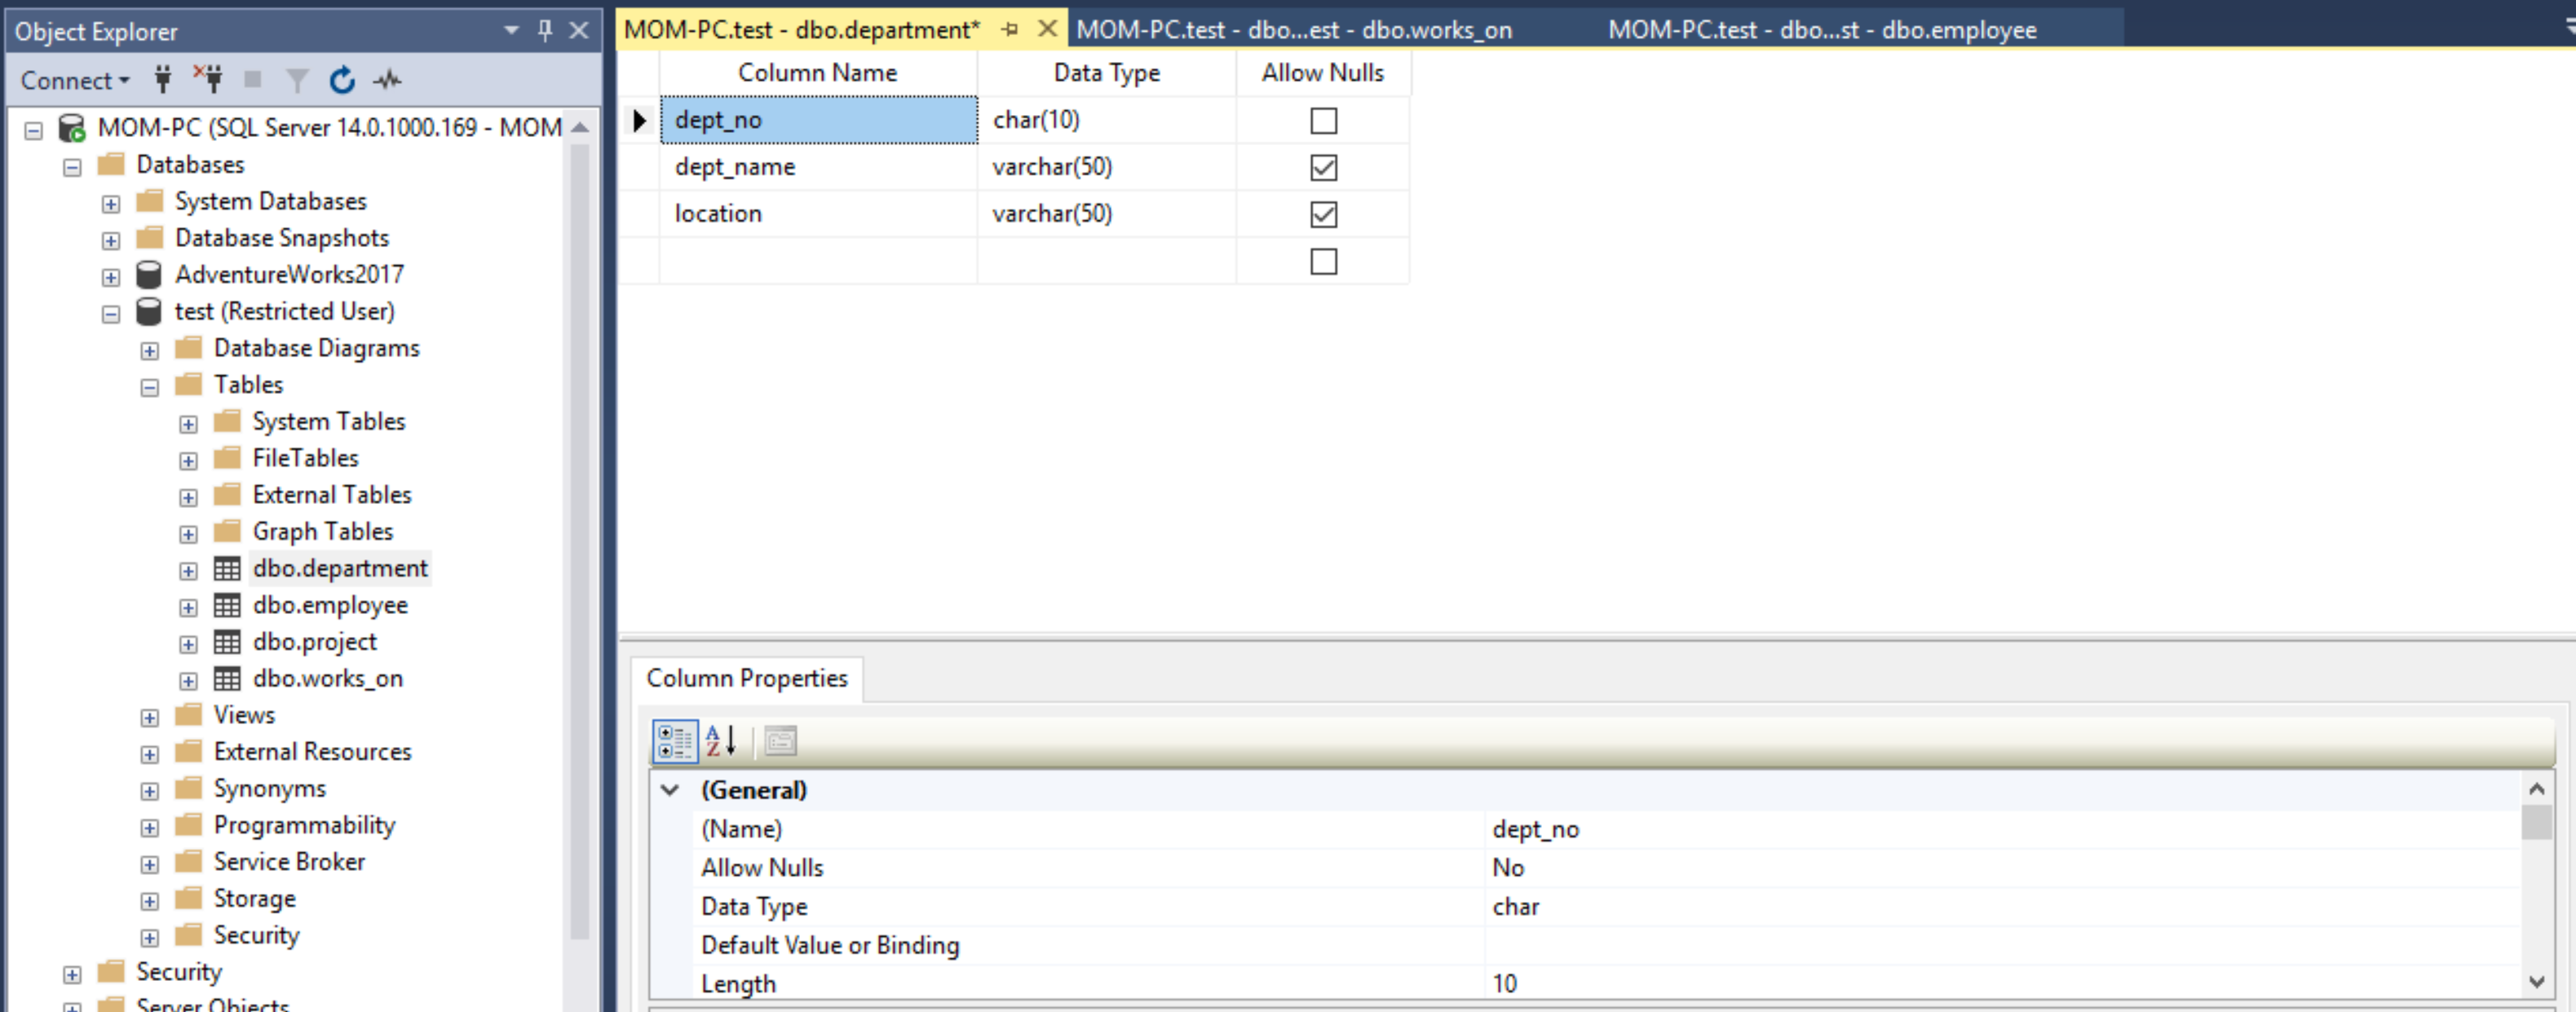 Object Explorer
Connect
MOM-PC (SQL Server 14.0.1000.169 - MOM
Databases
System Databases
Database Snapshots
AdventureWorks2017
test (Restricted User)
Database Diagrams
Tables
System Tables
FileTables
External Tables
Graph Tables
dbo.department
dbo.employee
dbo.project
dbo.works_on
Views
External Resources
Synonyms
Programmability
Service Broker
Storage
Security
Security
Server Objects
MOM-PC.test - dbo.department*
MOM-PC.test - dbo...est - dbo.works_on
MOM-PC.test - dbo...st - dbo.employee
Column Name Data Type Allow Nulls
dept_no char(10)
dept_name varchar(50)
location varchar(50)
Column Properties
A
Z
(General)
(Name) dept_no
Allow Nulls No
Data Type char
Default Value or Binding
Length 10